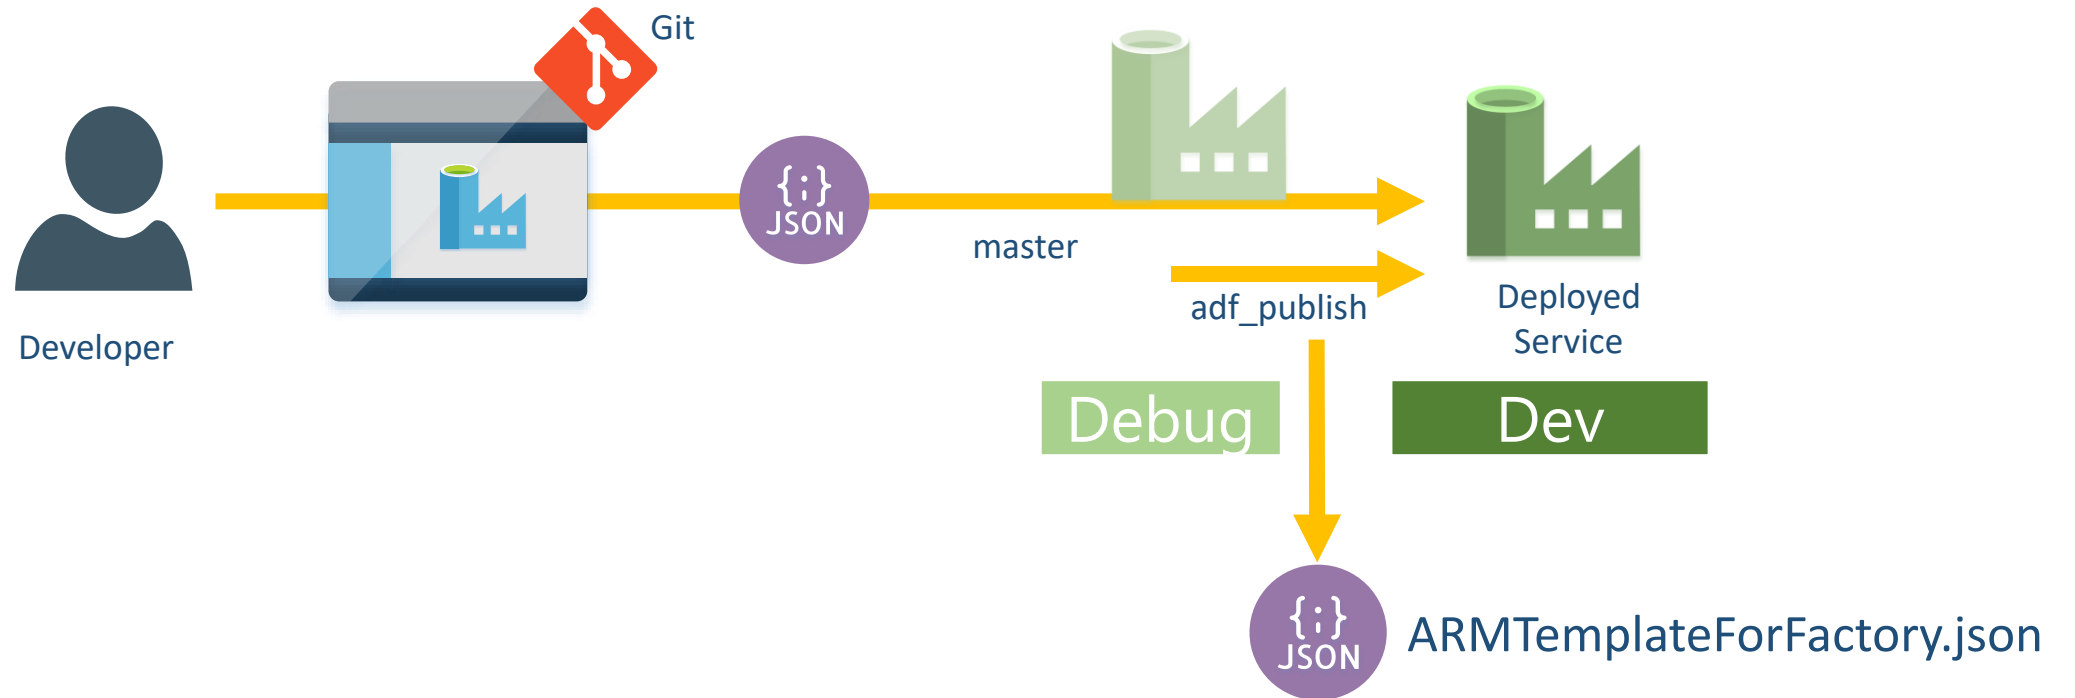 Git
{;}
JSON
master
adf_publish
Developer
Deployed
Service
Debug
Dev
{;}
JSON
ARMTemplateForFactory.json